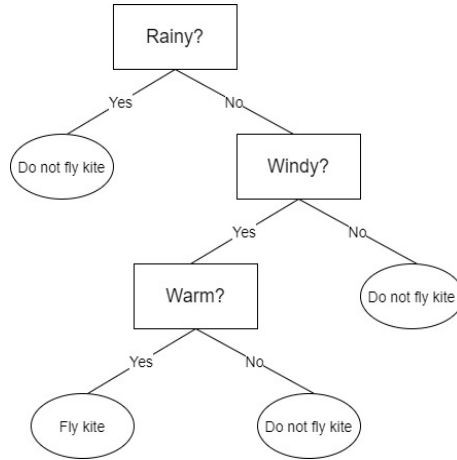 Rainy?
Yes
No
Do not fly kite
Windy?
Yes
No
Warm?
Do not fly kite
Yes
No
Fly kite
Do not fly kite